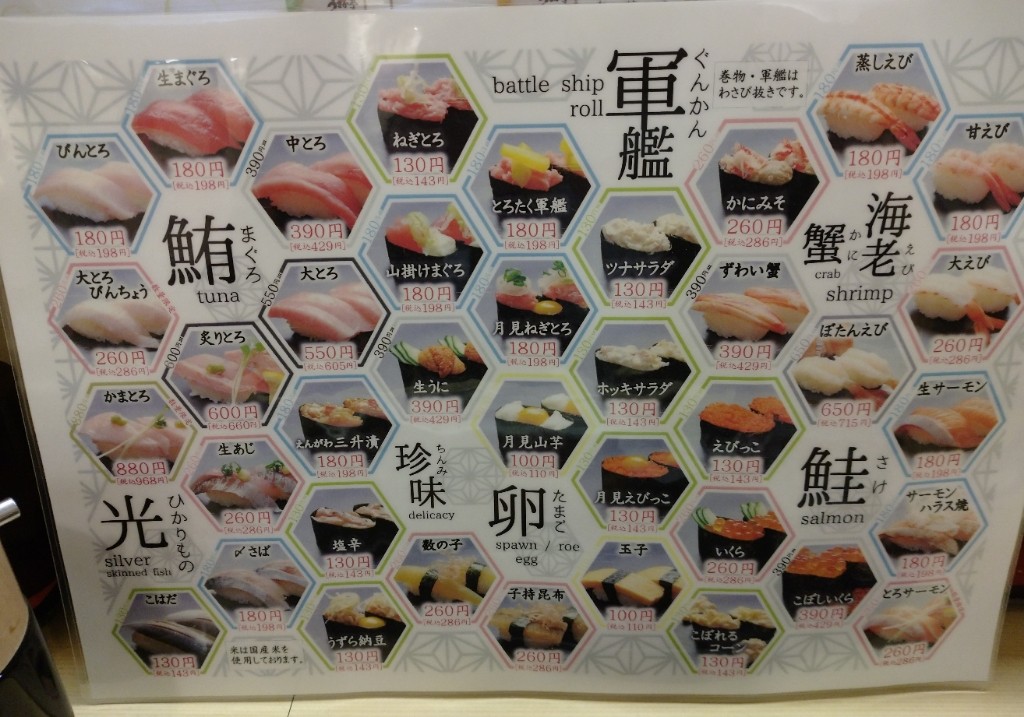 生まぐろ
180円
[税込198円]
びんとろ
180円
[税込198円]
中とろ
390円
[税込429円]
鮪
まぐろ
tuna
大とろ
びんちょう
260円
[税込286円]
大とろ
550円
[税込605円]
炙りとろ
600円
[税込660円]
かまとろ
880円
[税込968円]
ねぎとろ
130円
[税込143円]
とろたく軍艦
180円
[税込198円]
山掛けまぐろ
180円
[税込198円]
月見ねぎとろ
180円
[税込198円]
生うに
390円
[税込429円]
battle ship
roll
軍艦
ぐんかん
巻物・軍艦は
わさび抜きです。
ツナサラダ
130円
[税込143円]
ホッキサラダ
130円
[税込143円]
かにみそ
260円
[税込286円]
ずわい蟹
390円
[税込429円]
蒸しえび
180円
[税込198円]
甘えび
180円
[税込198円]
海老
えび
蟹
かに
crab
shrimp
大えび
260円
[税込286円]
ぼたんえび
650円
[税込715円]
生サーモン
180円
[税込198円]
鮭
さけ
salmon
サーモン
ハラス焼
180円
[税込198円]
とろサーモン
260円
[税込286円]
光
ひかりもの
silver
skinned fish
生あじ
260円
[税込286円]
〆さば
180円
[税込198円]
こはだ
130円
[税込143円]
米は国産米を
使用しております。
珍味
ちんみ
delicacy
えんがわ三升漬
180円
[税込198円]
塩辛
130円
[税込143円]
うずら納豆
130円
[税込143円]
卵
たまご
spawn / roe
egg
月見山芋
100円
[税込110円]
月見えびっこ
130円
[税込143円]
えびっこ
130円
[税込143円]
いくら
260円
[税込286円]
こぼしいくら
390円
[税込429円]
数の子
260円
[税込286円]
子持昆布
260円
[税込286円]
玉子
100円
[税込110円]
こぼれる
コーン
130円
[税込143円]